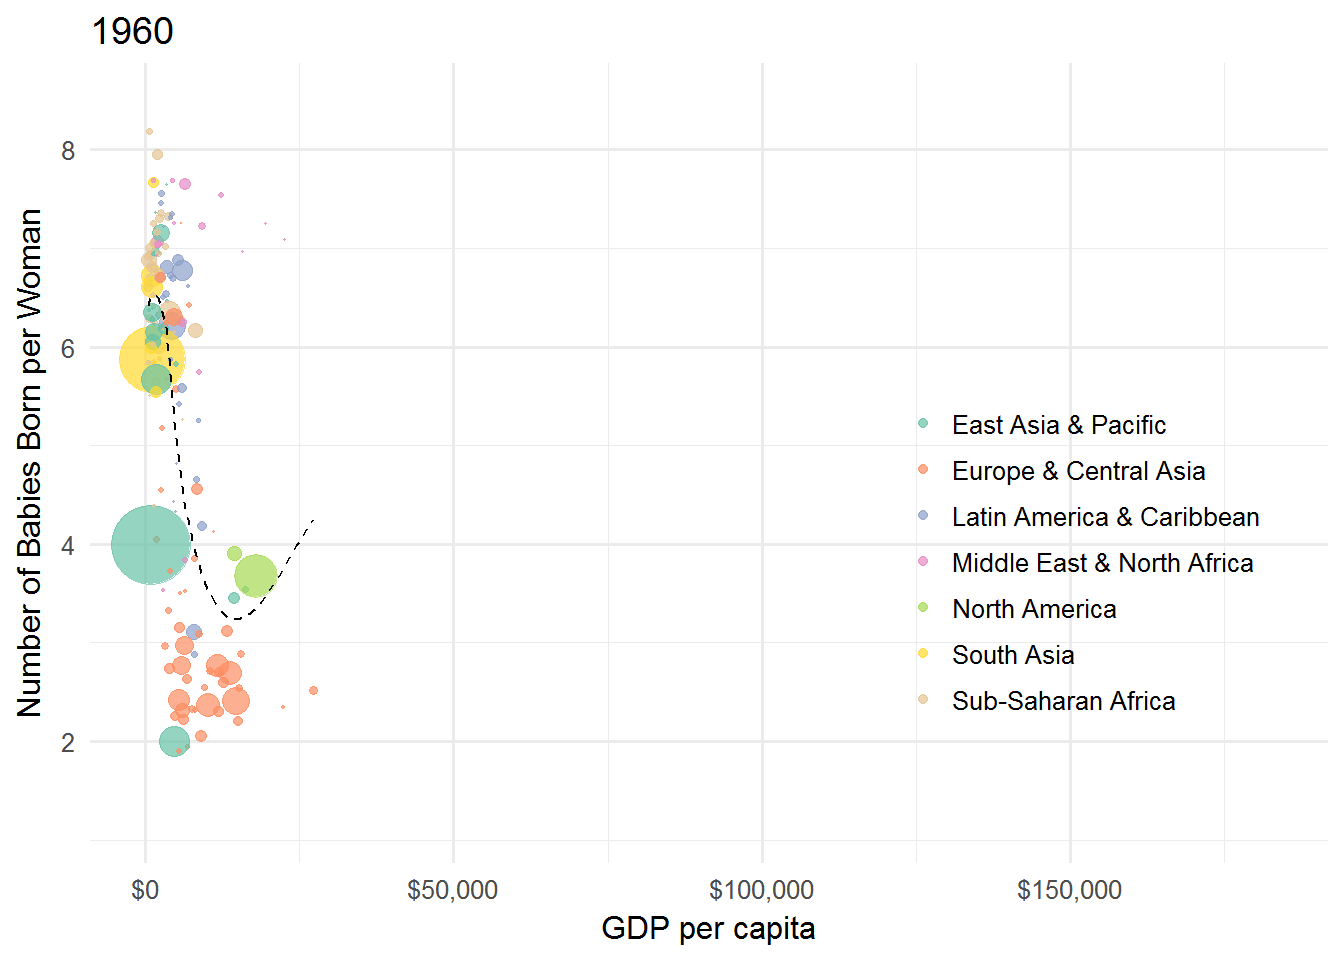 1960
Number of Babies Born per Woman
8
6
4
2
East Asia & Pacific
Europe & Central Asia
Latin America & Caribbean
Middle East & North Africa
North America
South Asia
Sub-Saharan Africa
$0
$50,000
$100,000
$150,000
GDP per capita